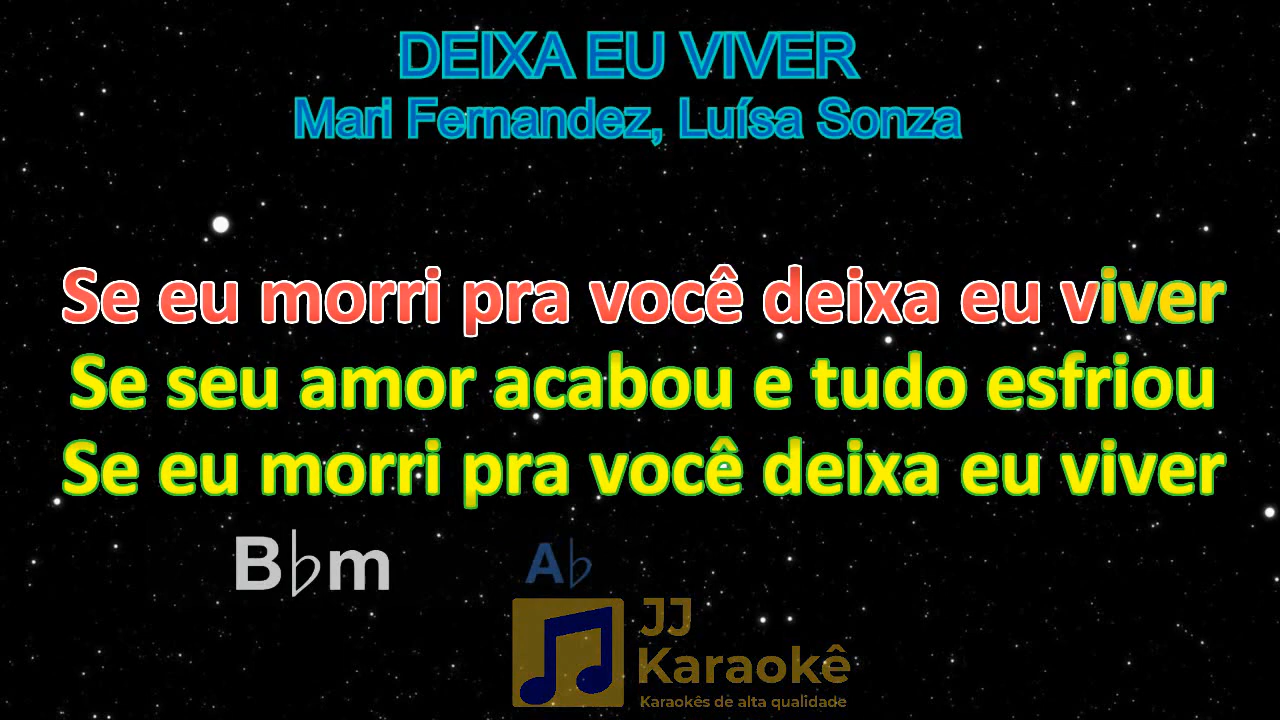 DEIXA EU VIVER
Mari Fernandez, Luísa Sonza
Se eu morri pra você deixa eu viver
Se seu amor acabou e tudo esfriou
Se eu morri pra você deixa eu viver
B♭m A♭
JJ
Karaokê
Karaokês de alta qualidade